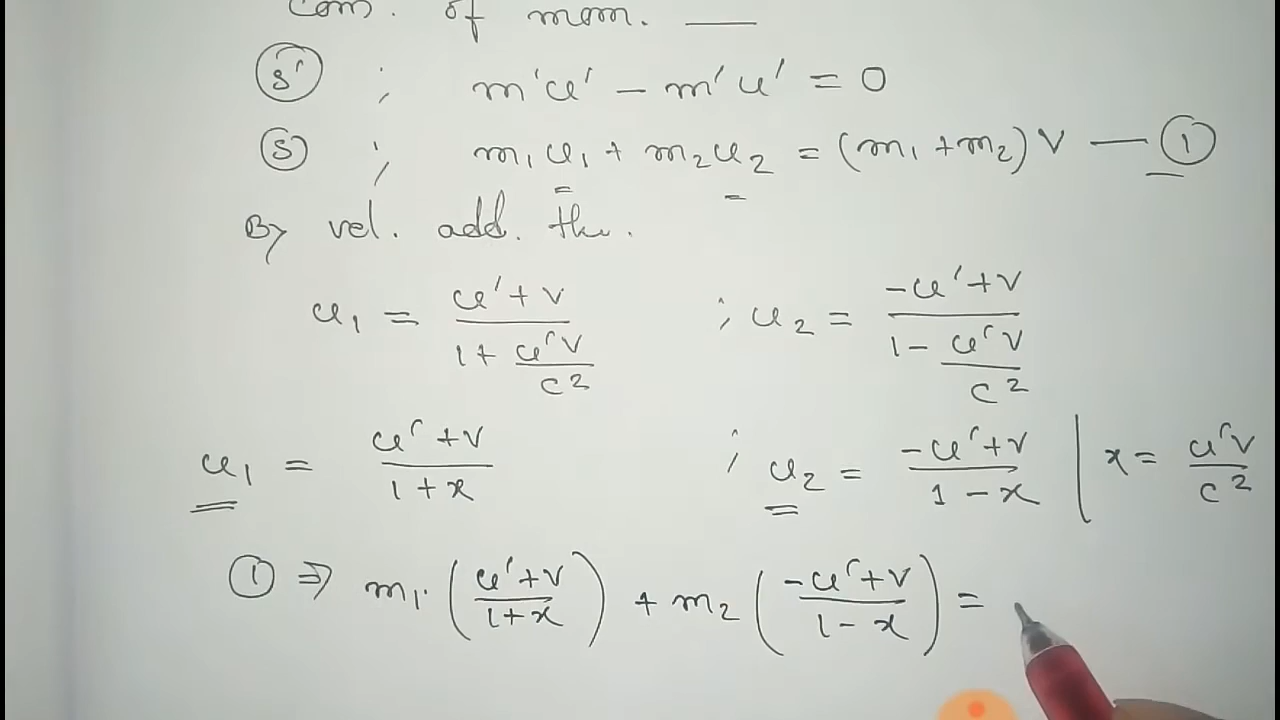 Com. of mom. —
S' ; m'u' - m'u' = 0
S ; m₁u₁ + m₂u₂ = (m₁ + m₂) V — ①
By vel. add. the.
u₁ = (u' + v) / (1 + u'v/c²) ; u₂ = (-u' + v) / (1 - u'v/c²)
u₁ = (u' + v) / (1 + x) ; u₂ = (-u' + v) / (1 - x) | x = u'v/c²
① ⇒ m₁. ((u' + v) / (1 + x)) + m₂ ((-u' + v) / (1 - x)) =